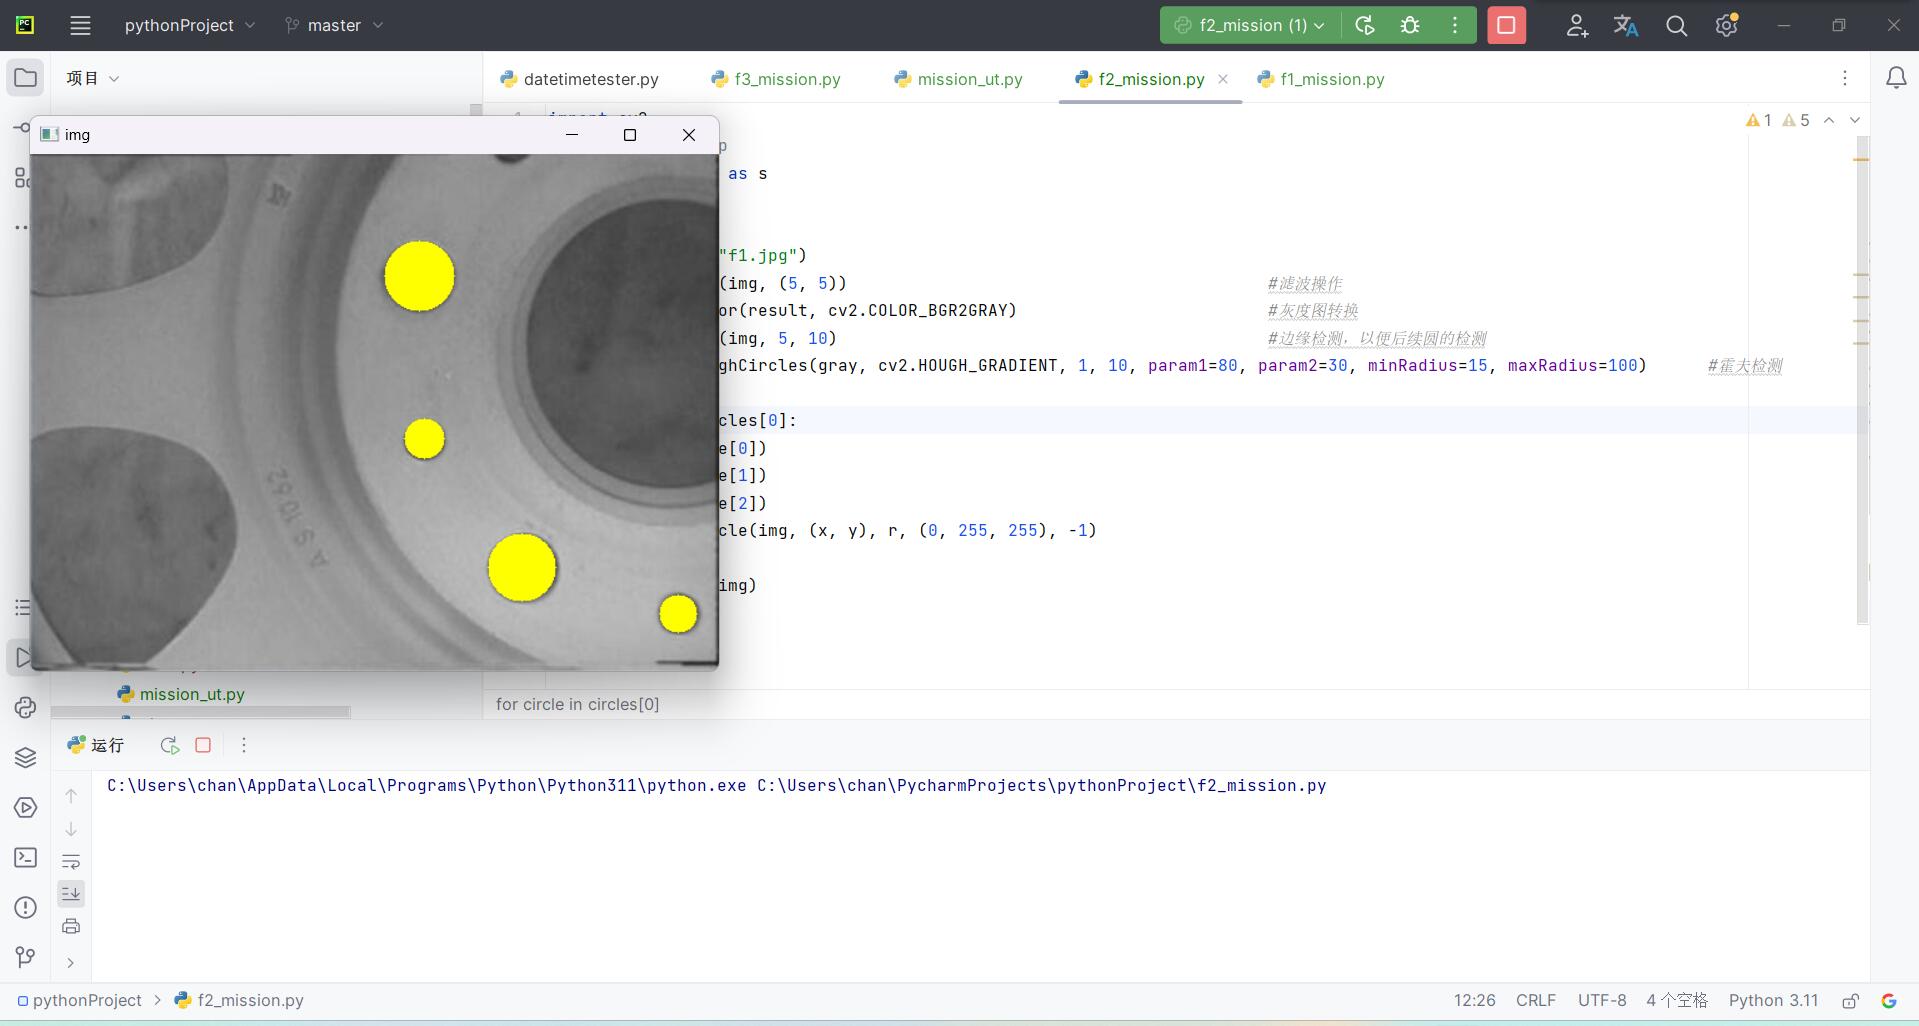 pythonProject
master
f2_mission (1)
项目
datetimetester.py
f3_mission.py
mission_ut.py
f2_mission.py
f1_mission.py
1 5
img
as s
"f1.jpg")
(img, (5, 5)) #滤波操作
or(result, cv2.COLOR_BGR2GRAY) #灰度图转换
(img, 5, 10) #边缘检测，以便后续圆的检测
ghCircles(gray, cv2.HOUGH_GRADIENT, 1, 10, param1=80, param2=30, minRadius=15, maxRadius=100) #霍夫检测
cles[0]:
e[0])
e[1])
e[2])
cle(img, (x, y), r, (0, 255, 255), -1)
img)
A S 1062
mission_ut.py
for circle in circles[0]
运行
C:\Users\chan\AppData\Local\Programs\Python\Python311\python.exe C:\Users\chan\PycharmProjects\pythonProject\f2_mission.py
pythonProject > f2_mission.py
12:26 CRLF UTF-8 4 个空格 Python 3.11